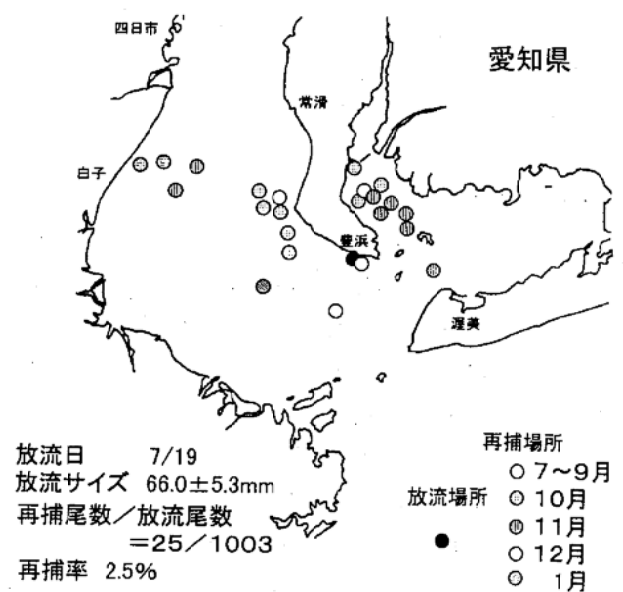 四日市
愛知県
常滑
白子
豊浜
渥美
放流日 7/19
放流サイズ 66.0±5.3mm
再捕尾数/放流尾数
=25/1003
再捕率 2.5%
再捕場所
○ 7~9月
放流場所
10月
● 11月
○ 12月
1月